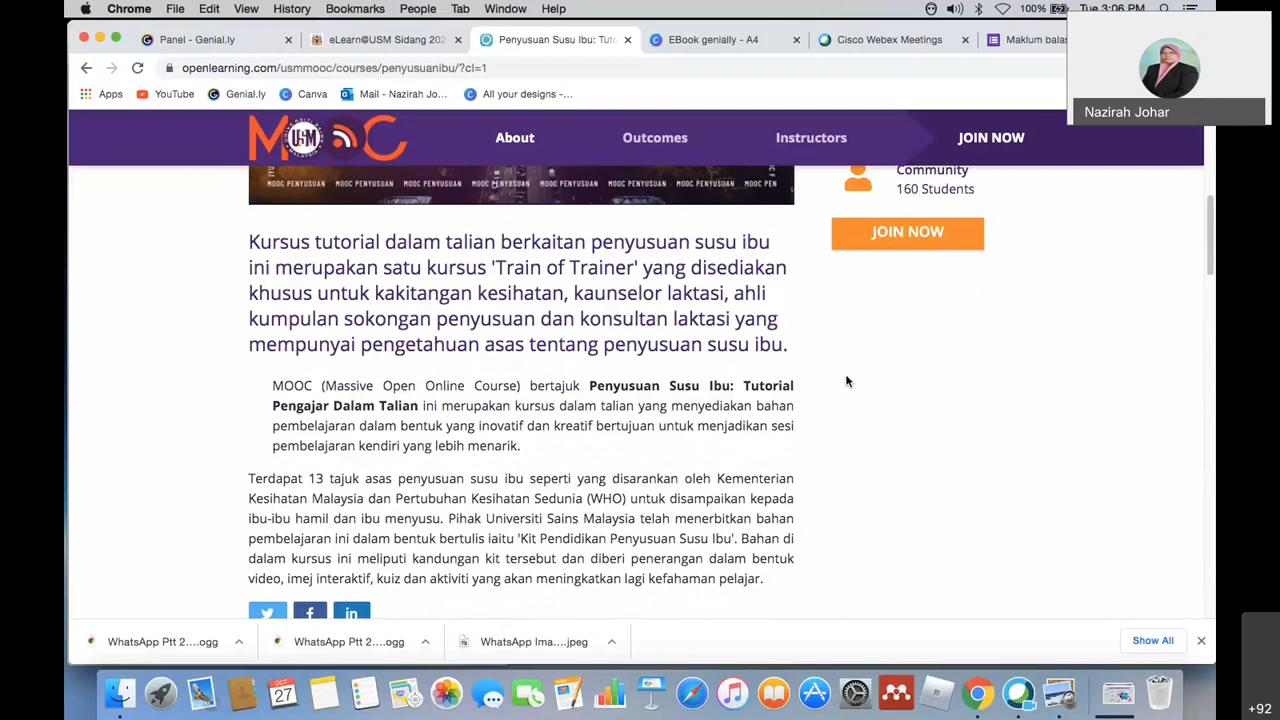 Chrome File Edit View History Bookmarks People Tab Window Help 100% Tue 3:06 PM
Panel - Genial.ly eLearn@USM Sidang 202 Penyusuan Susu Ibu: Tuto EBook genially - A4 Cisco Webex Meetings Maklum balas
openlearning.com/usmmooc/courses/penyusuanibu/?cl=1
Apps YouTube Genial.ly Canva Mail - Nazirah Jo... All your designs -...
Nazirah Johar
MOOC USM About Outcomes Instructors JOIN NOW
MOOC PENYUSUAN MOOC PENYUSUAN MOOC PENYUSUAN MOOC PENYUSUAN MOOC PENYUSUAN MOOC PEN
Community
160 Students
JOIN NOW
Kursus tutorial dalam talian berkaitan penyusuan susu ibu
ini merupakan satu kursus 'Train of Trainer' yang disediakan
khusus untuk kakitangan kesihatan, kaunselor laktasi, ahli
kumpulan sokongan penyusuan dan konsultan laktasi yang
mempunyai pengetahuan asas tentang penyusuan susu ibu.
MOOC (Massive Open Online Course) bertajuk Penyusuan Susu Ibu: Tutorial
Pengajar Dalam Talian ini merupakan kursus dalam talian yang menyediakan bahan
pembelajaran dalam bentuk yang inovatif dan kreatif bertujuan untuk menjadikan sesi
pembelajaran kendiri yang lebih menarik.
Terdapat 13 tajuk asas penyusuan susu ibu seperti yang disarankan oleh Kementerian
Kesihatan Malaysia dan Pertubuhan Kesihatan Sedunia (WHO) untuk disampaikan kepada
ibu-ibu hamil dan ibu menyusu. Pihak Universiti Sains Malaysia telah menerbitkan bahan
pembelajaran ini dalam bentuk bertulis iaitu 'Kit Pendidikan Penyusuan Susu Ibu'. Bahan di
dalam kursus ini meliputi kandungan kit tersebut dan diberi penerangan dalam bentuk
video, imej interaktif, kuiz dan aktiviti yang akan meningkatkan lagi kefahaman pelajar.
WhatsApp Ptt 2....ogg WhatsApp Ptt 2....ogg WhatsApp Ima....jpeg Show All
OCT
27
+92